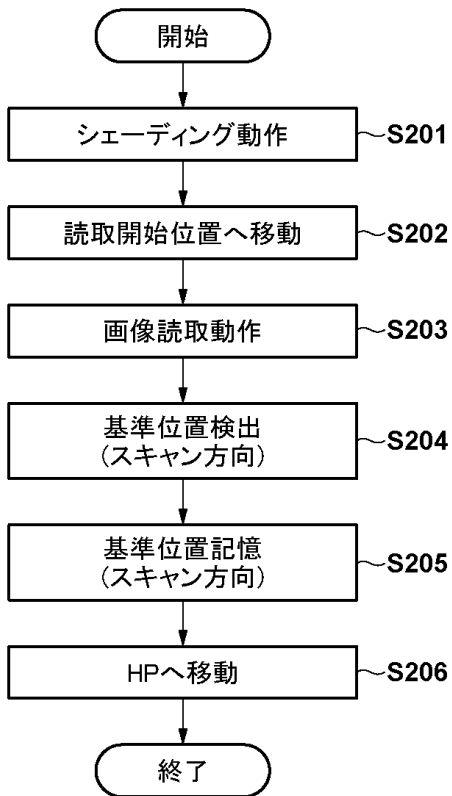 開始
シェーディング動作 S201
読取開始位置へ移動 S202
画像読取動作 S203
基準位置検出
(スキャン方向) S204
基準位置記憶
(スキャン方向) S205
HPへ移動 S206
終了